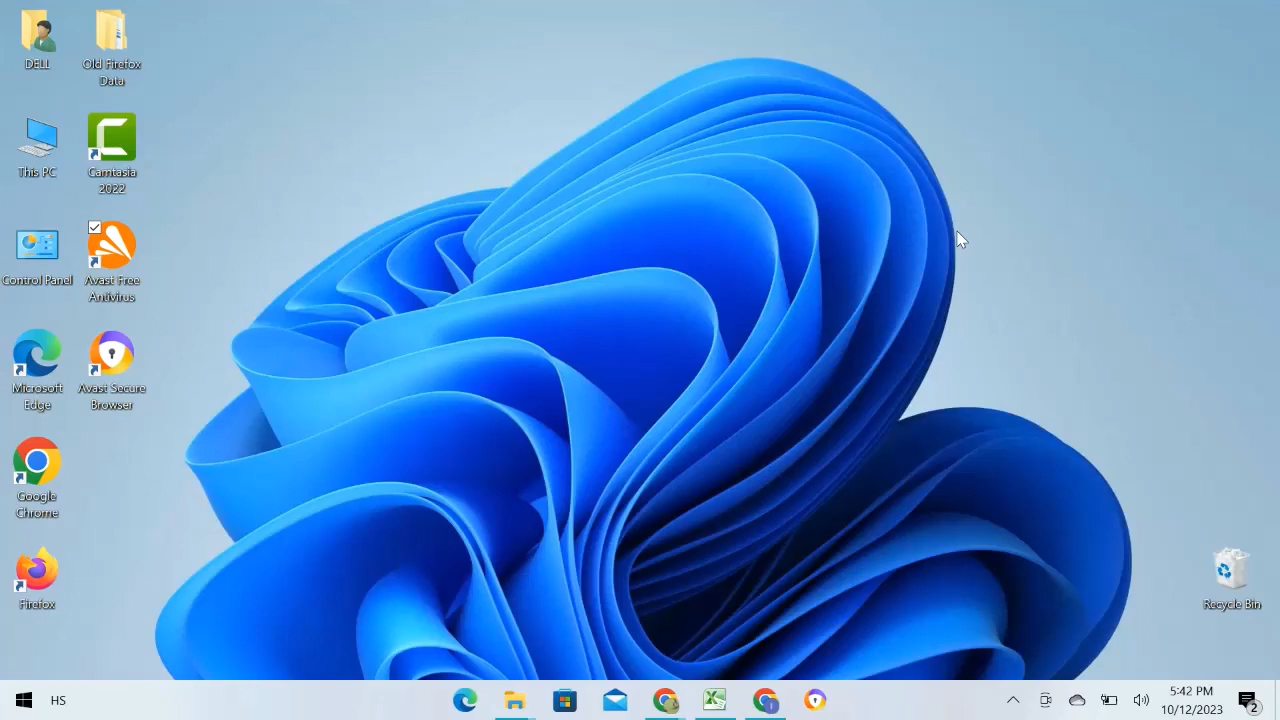 DELL
Old Firefox
Data
This PC
Camtasia
2022
Control Panel
Avast Free
Antivirus
Microsoft
Edge
Avast Secure
Browser
Google
Chrome
Firefox
Recycle Bin
HS
5:42 PM
10/12/2023
2